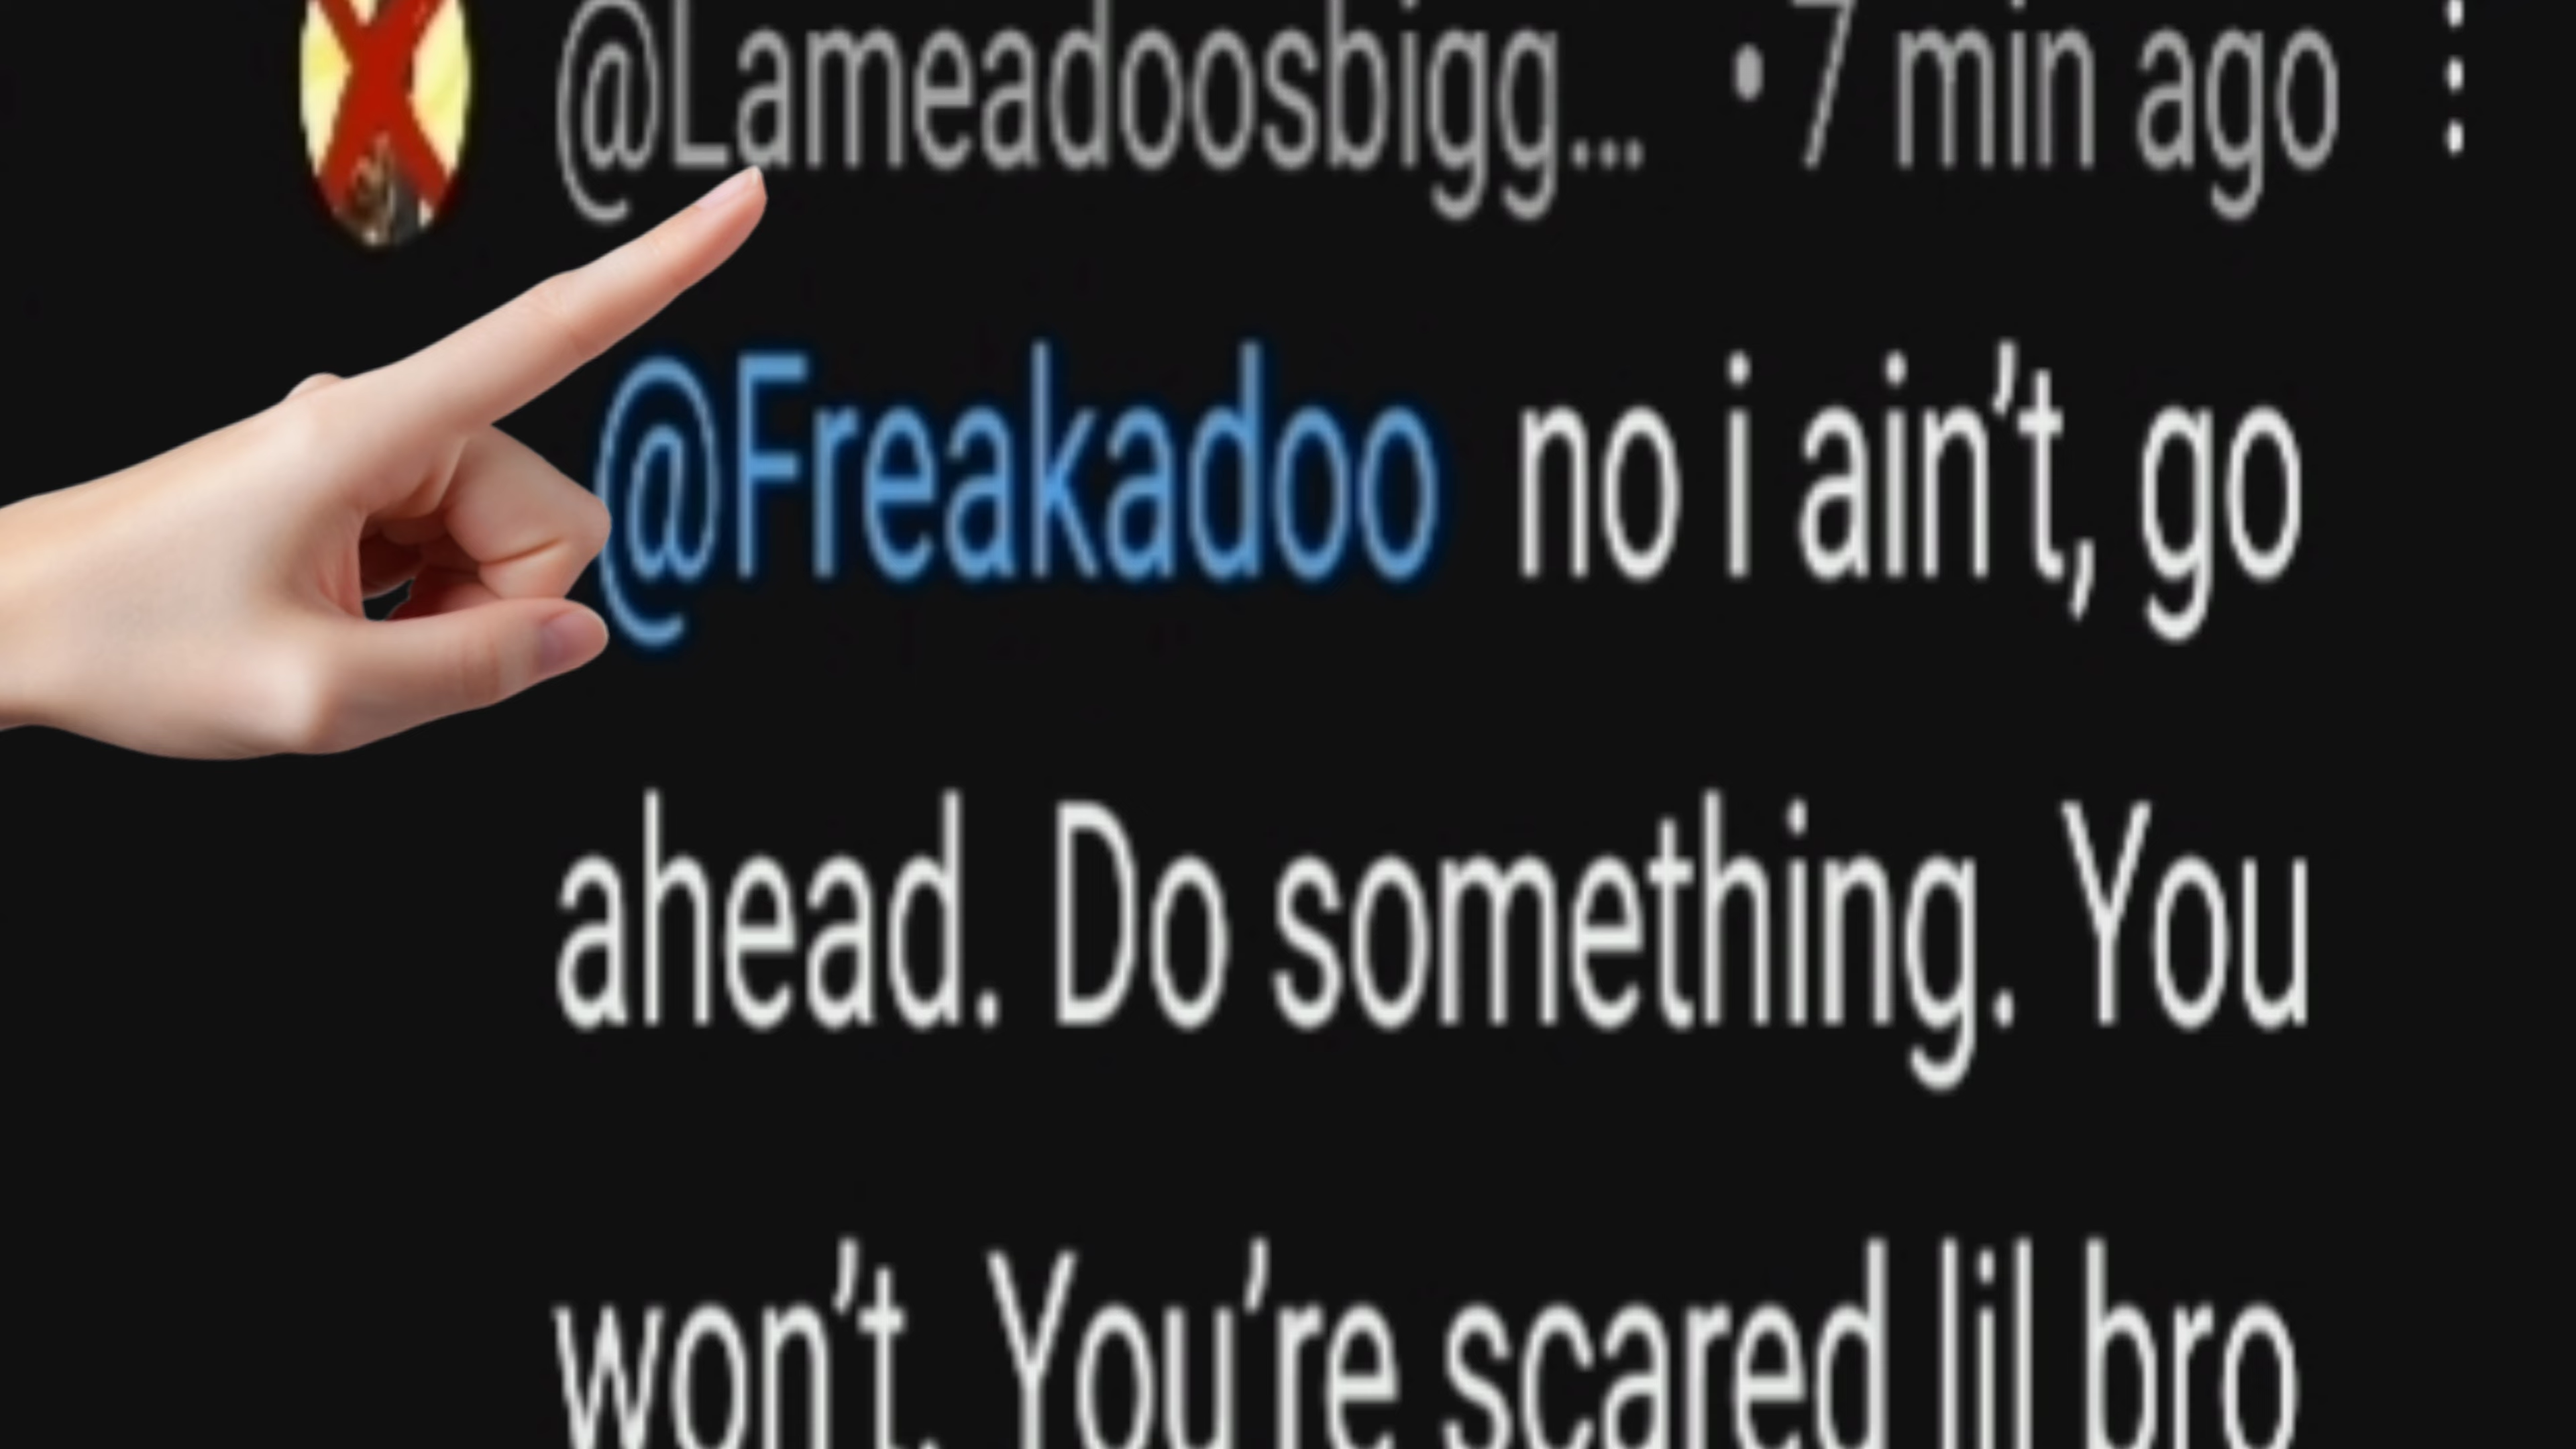 @Lameadoosbigg... •7 min ago
@Freakadoo no i ain't, go
ahead. Do something. You
won't. You're scared lil bro